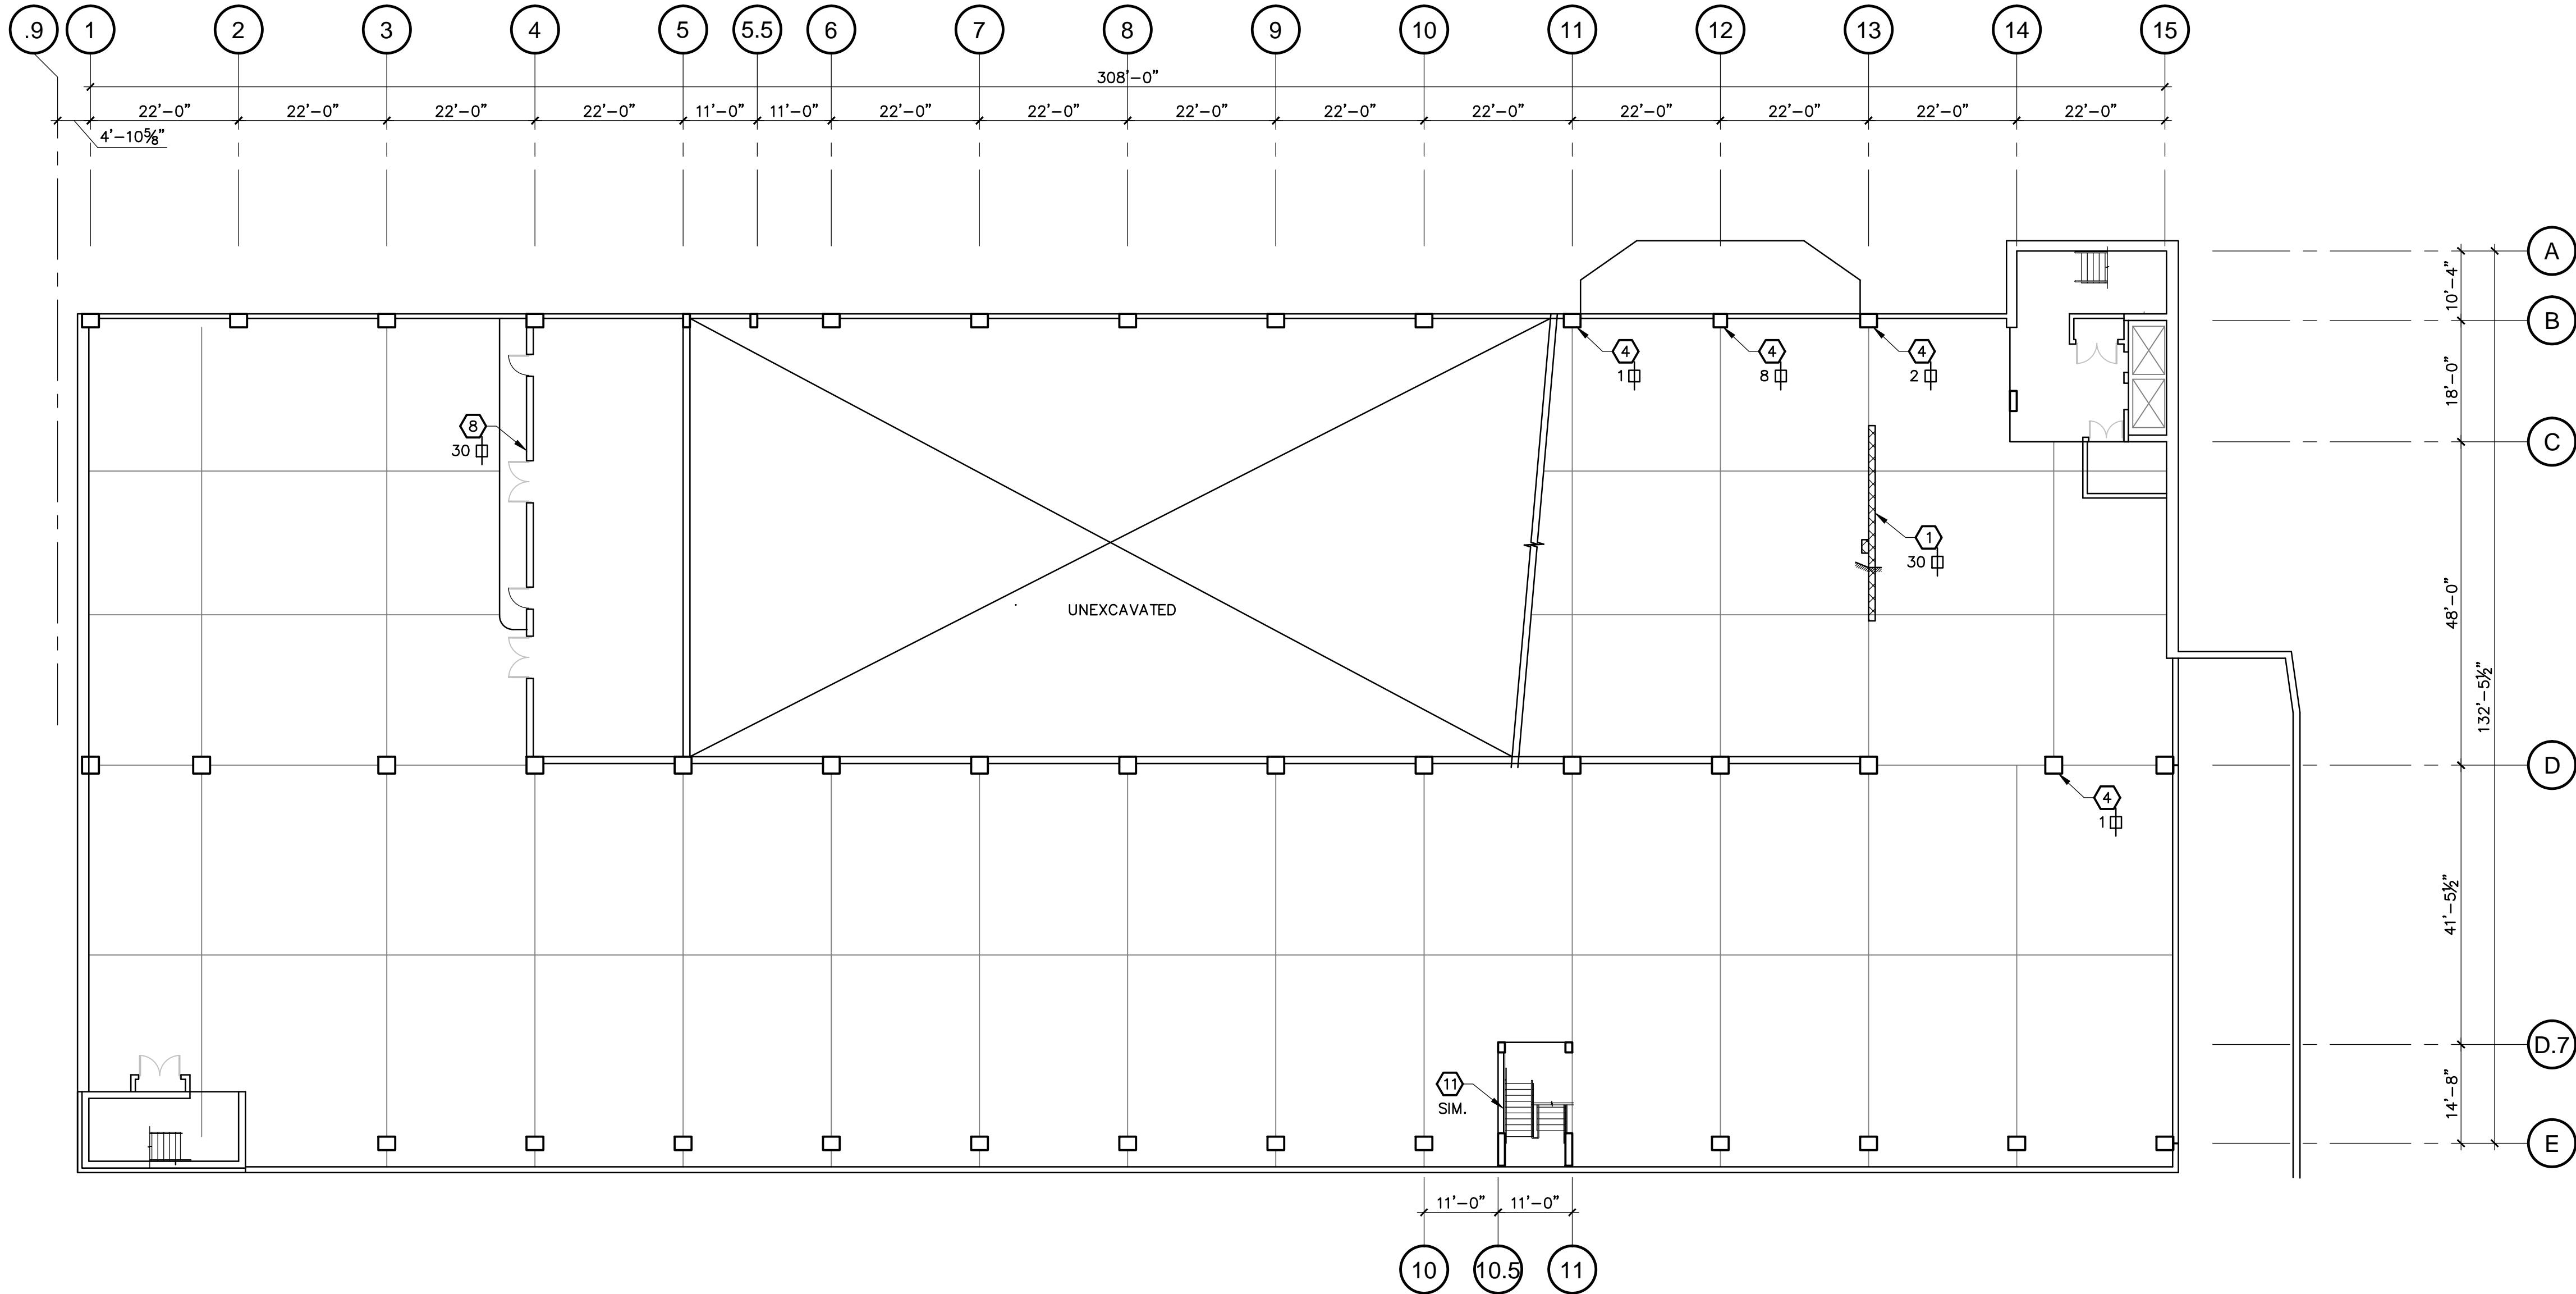 .9 1 2 3 4 5 5.5 6 7 8 9 10 11 12 13 14 15
308'-0"
22'-0" 22'-0" 22'-0" 22'-0" 11'-0" 11'-0" 22'-0" 22'-0" 22'-0" 22'-0" 22'-0" 22'-0" 22'-0" 22'-0" 22'-0"
4'-10⅝"
A
10'-4"
B
4 4 4
1 8 2
18'-0"
8
30
C
1
30
48'-0"
UNEXCAVATED
132'-5½"
D
4
1
41'-5½"
D.7
11
SIM.
14'-8"
E
11'-0" 11'-0"
10 10.5 11